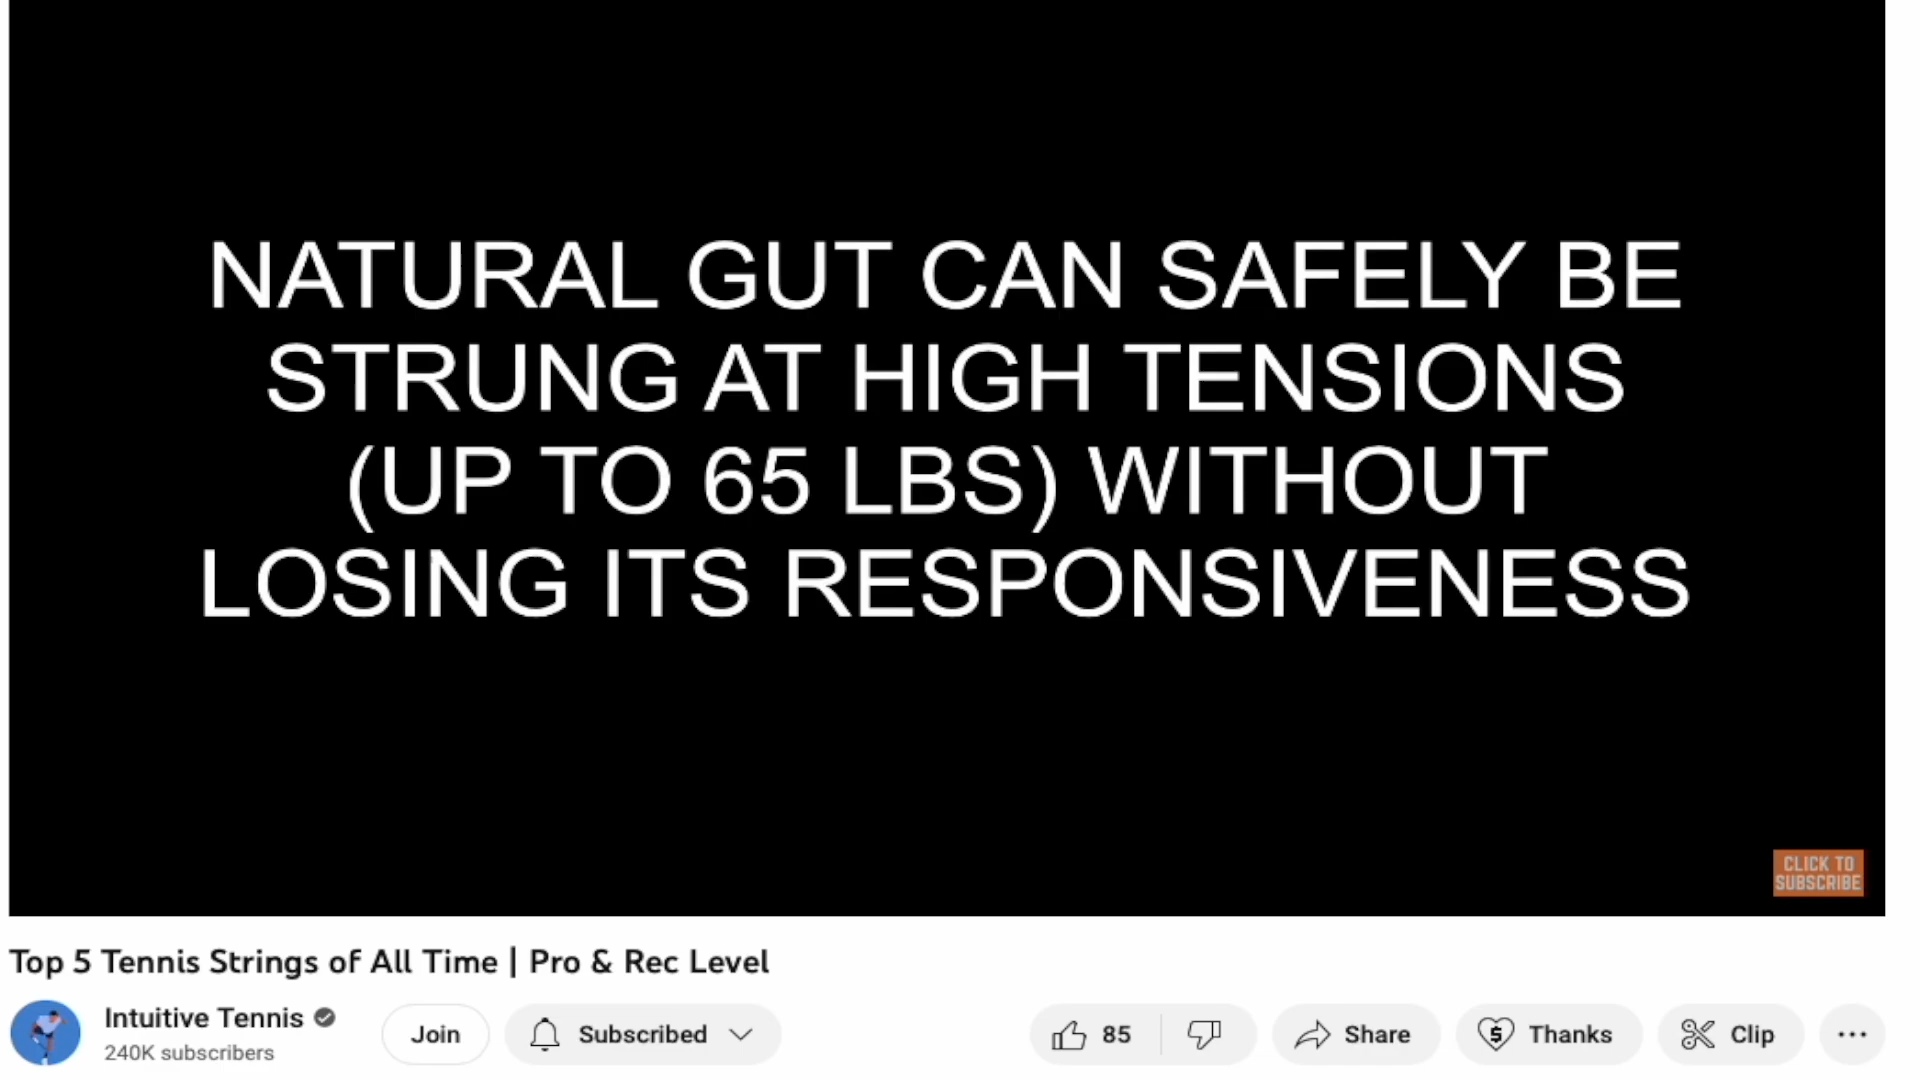 NATURAL GUT CAN SAFELY BE
STRUNG AT HIGH TENSIONS
(UP TO 65 LBS) WITHOUT
LOSING ITS RESPONSIVENESS
CLICK TO
SUBSCRIBE
Top 5 Tennis Strings of All Time | Pro & Rec Level
Intuitive Tennis
240K subscribers
Join
Subscribed
85
Share
Thanks
Clip